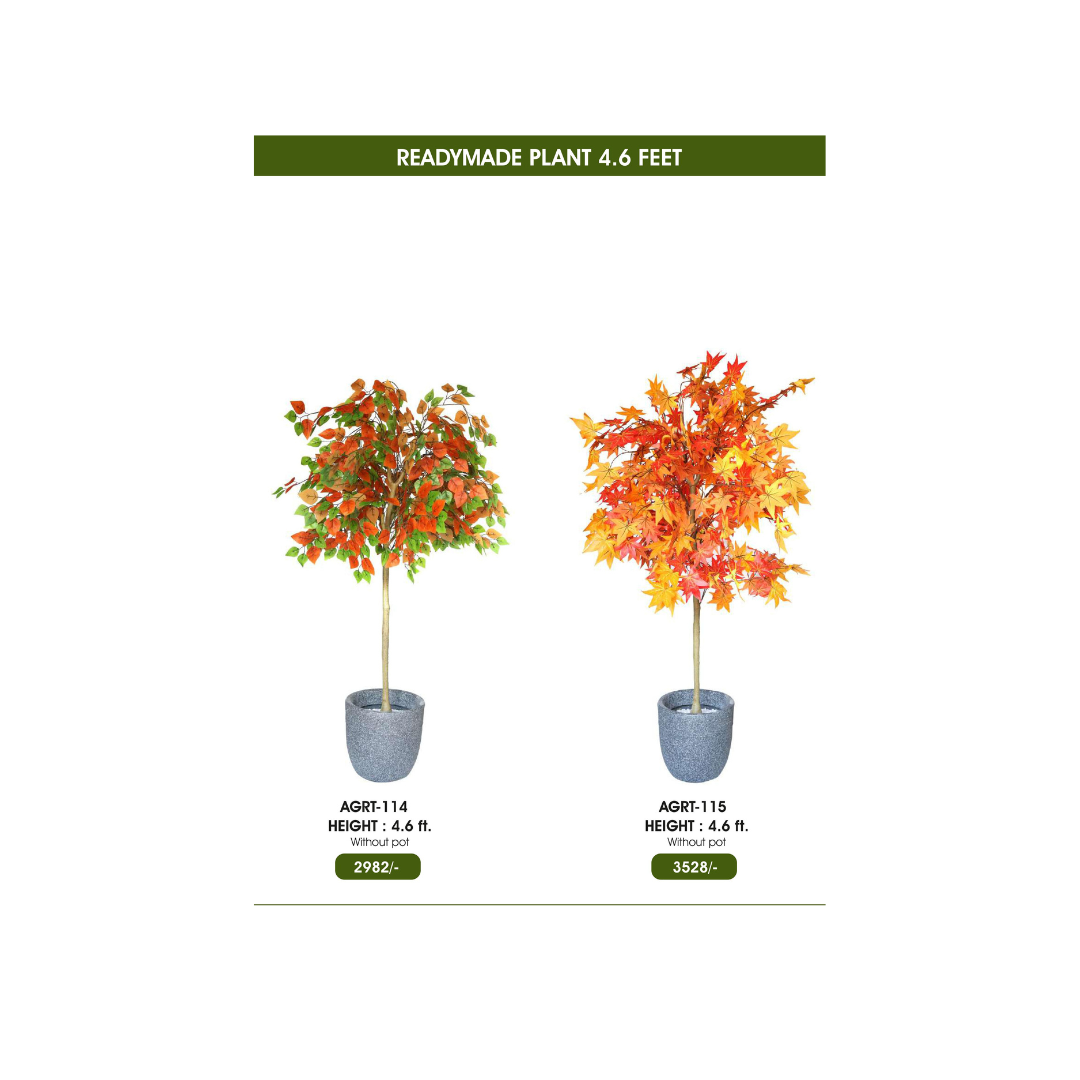 READYMADE PLANT 4.6 FEET
AGRT-114
HEIGHT : 4.6 ft.
Without pot
2982/-
AGRT-115
HEIGHT : 4.6 ft.
Without pot
3528/-